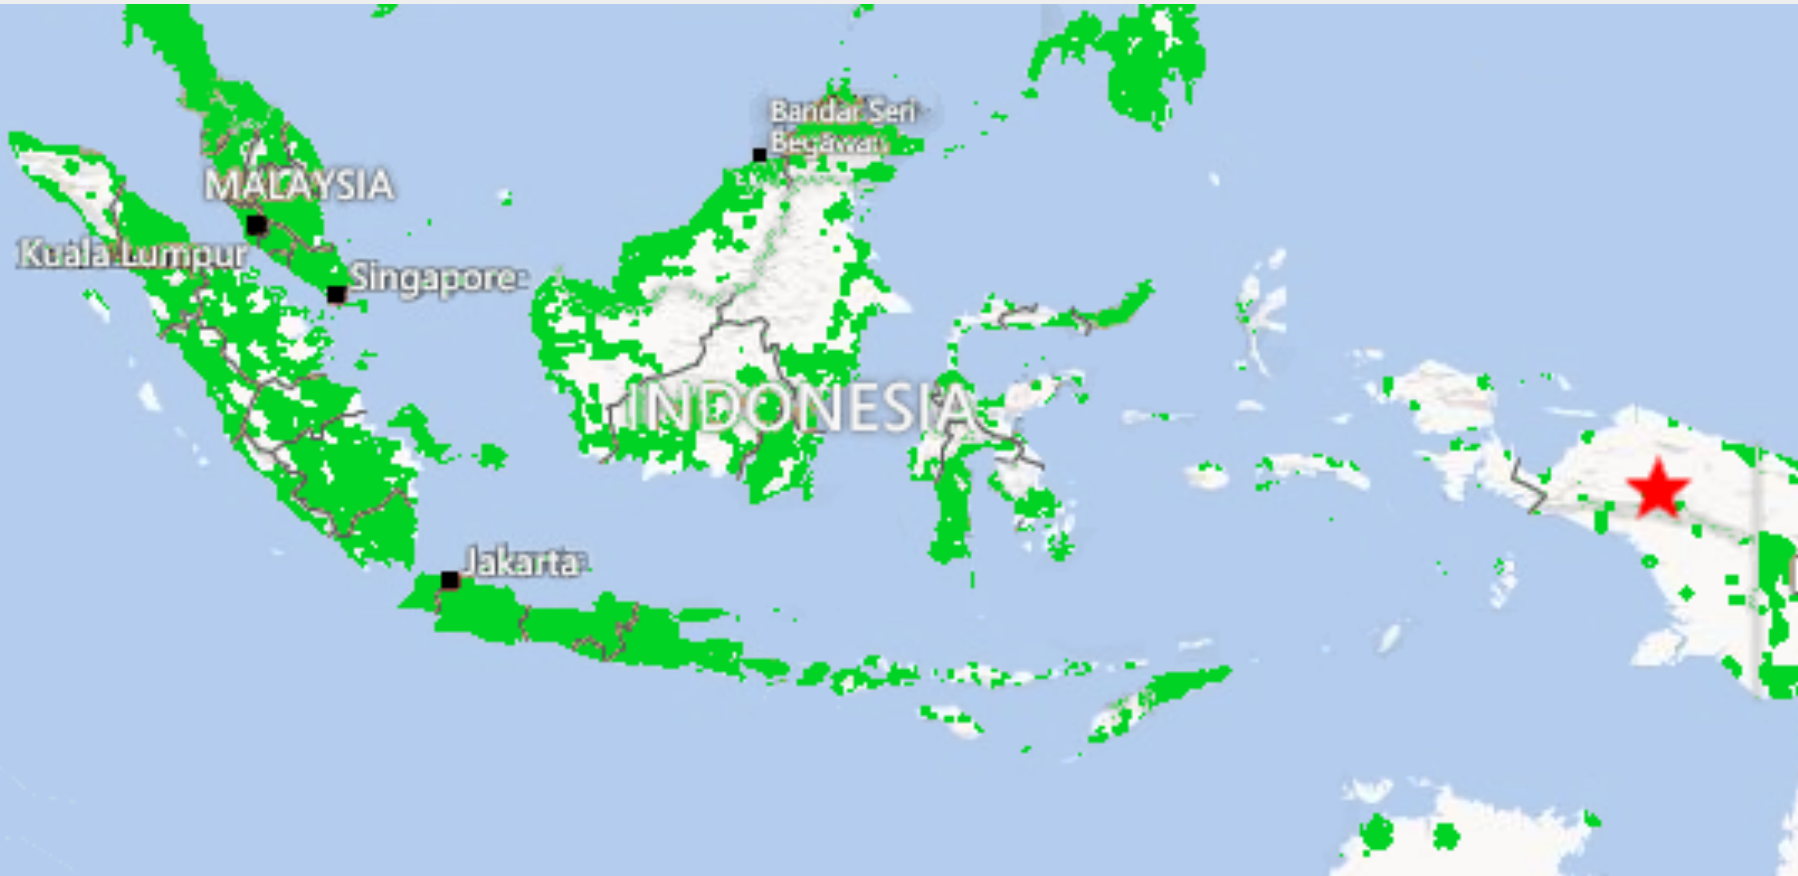 Bandar Seri
Begawan
MALAYSIA
Kuala Lumpur
Singapore
INDONESIA
Jakarta